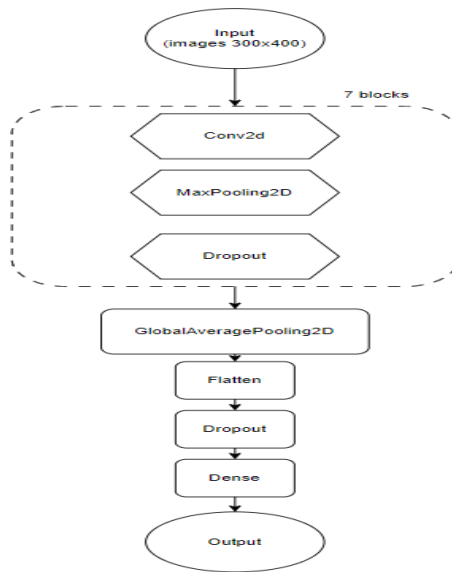 Input
(images 300x400)
7 blocks
Conv2d
MaxPooling2D
Dropout
GlobalAveragePooling2D
Flatten
Dropout
Dense
Output